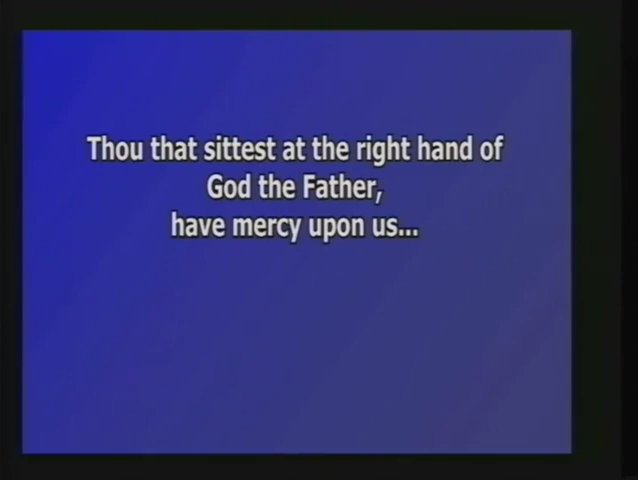 Thou that sittest at the right hand of
God the Father,
have mercy upon us...